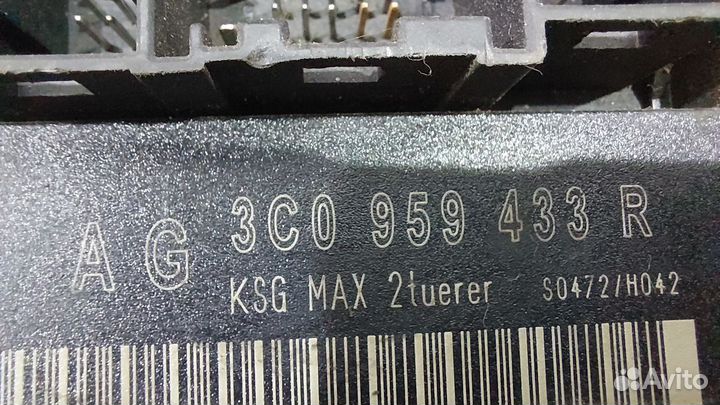 AG 3C0 959 433 R
KSG MAX 2tuerer S0472/H042
Avito